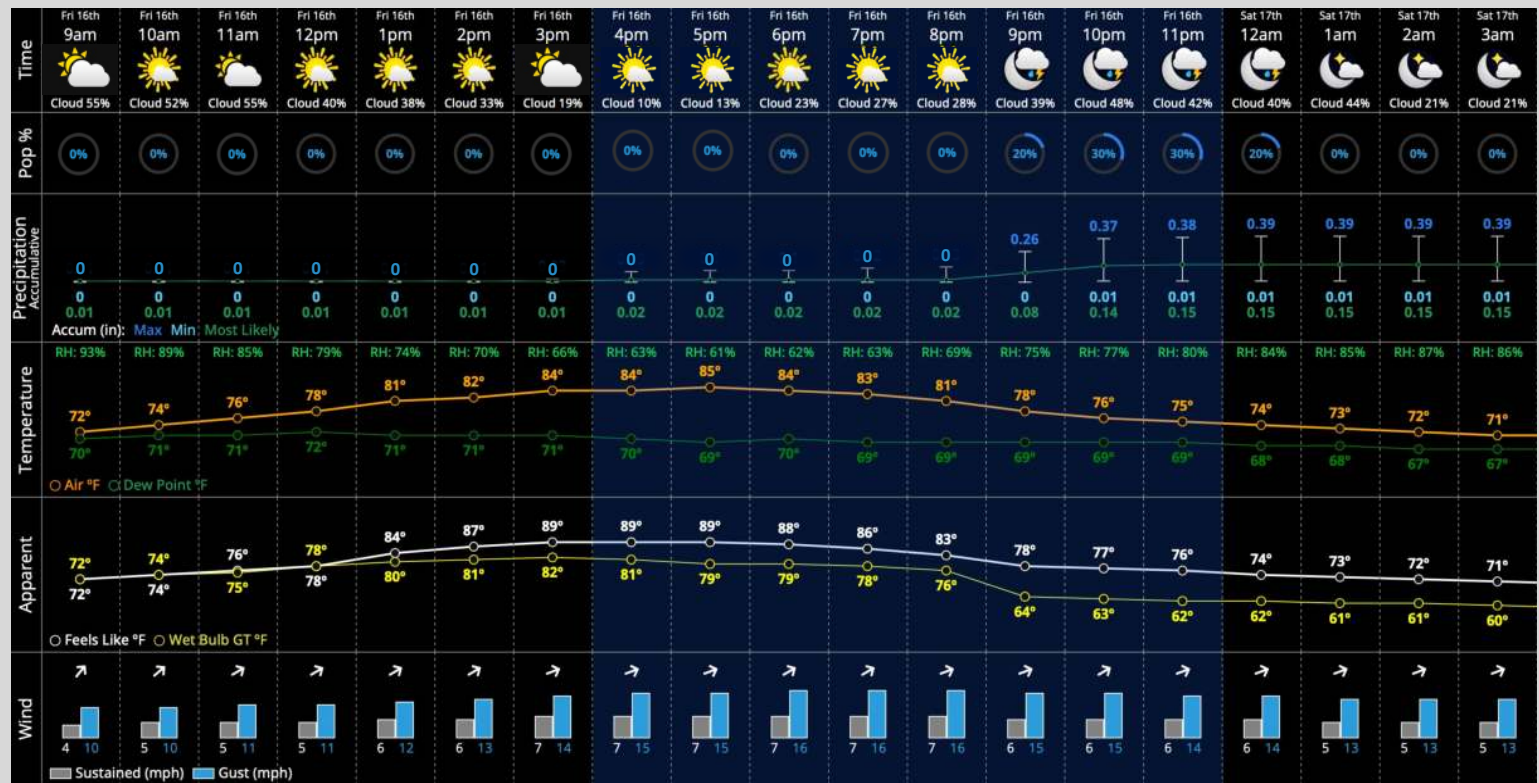 Time
Fri 16th Fri 16th Fri 16th Fri 16th Fri 16th Fri 16th Fri 16th Fri 16th Fri 16th Fri 16th Fri 16th Fri 16th Fri 16th Fri 16th Fri 16th Sat 17th Sat 17th Sat 17th Sat 17th
9am 10am 11am 12pm 1pm 2pm 3pm 4pm 5pm 6pm 7pm 8pm 9pm 10pm 11pm 12am 1am 2am 3am
Cloud 55% Cloud 52% Cloud 55% Cloud 40% Cloud 38% Cloud 33% Cloud 19% Cloud 10% Cloud 13% Cloud 23% Cloud 27% Cloud 28% Cloud 39% Cloud 48% Cloud 42% Cloud 40% Cloud 44% Cloud 21% Cloud 21%
Pop %
0% 0% 0% 0% 0% 0% 0% 0% 0% 0% 0% 0% 20% 30% 30% 20% 0% 0% 0%
Precipitation
Accumulative
0 0 0 0 0 0 0 0 0 0 0 0 0.26 0.37 0.38 0.39 0.39 0.39 0.39
0 0 0 0 0 0 0 0 0 0 0 0 0 0.01 0.01 0.01 0.01 0.01 0.01
0.01 0.01 0.01 0.01 0.01 0.01 0.01 0.02 0.02 0.02 0.02 0.02 0.08 0.14 0.15 0.15 0.15 0.15 0.15
Accum (in): Max Min Most Likely
Temperature
RH: 93% RH: 89% RH: 85% RH: 79% RH: 74% RH: 70% RH: 66% RH: 63% RH: 61% RH: 62% RH: 63% RH: 69% RH: 75% RH: 77% RH: 80% RH: 84% RH: 85% RH: 87% RH: 86%
72° 74° 76° 78° 81° 82° 84° 84° 85° 84° 83° 81° 78° 76° 75° 74° 73° 72° 71°
70° 71° 71° 72° 71° 71° 71° 70° 69° 70° 69° 69° 69° 69° 69° 68° 68° 67° 67°
Air °F Dew Point °F
Apparent
72° 74° 76° 78° 84° 87° 89° 89° 89° 88° 86° 83° 78° 77° 76° 74° 73° 72° 71°
72° 74° 75° 78° 80° 81° 82° 81° 79° 79° 78° 76° 64° 63° 62° 62° 61° 61° 60°
Feels Like °F Wet Bulb GT °F
Wind
4 10 5 10 5 11 5 11 6 12 6 13 7 14 7 15 7 15 7 16 7 16 7 16 6 15 6 15 6 14 6 14 5 13 5 13 5 13
Sustained (mph) Gust (mph)